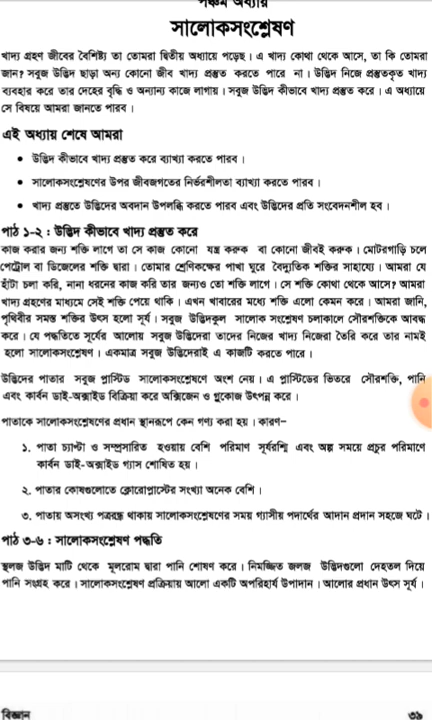 পঞ্চম অধ্যায়
সালোকসংশ্লেষণ
খাদ্য গ্রহণ জীবের বৈশিষ্ট্য তা তোমরা দ্বিতীয় অধ্যায়ে পড়েছ। এ খাদ্য কোথা থেকে আসে, তা কি তোমরা
জান? সবুজ উদ্ভিদ ছাড়া অন্য কোনো জীব খাদ্য প্রস্তুত করতে পারে না। উদ্ভিদ নিজে প্রস্তুতকৃত খাদ্য
ব্যবহার করে তার দেহের বৃদ্ধি ও অন্যান্য কাজে লাগায়। সবুজ উদ্ভিদ কীভাবে খাদ্য প্রস্তুত করে। এ অধ্যায়ে
সে বিষয়ে আমরা জানতে পারব।
এই অধ্যায় শেষে আমরা
• উদ্ভিদ কীভাবে খাদ্য প্রস্তুত করে ব্যাখ্যা করতে পারব।
• সালোকসংশ্লেষণের উপর জীবজগতের নির্ভরশীলতা ব্যাখ্যা করতে পারব।
• খাদ্য প্রস্তুতে উদ্ভিদের অবদান উপলব্ধি করতে পারব এবং উদ্ভিদের প্রতি সংবেদনশীল হব।
পাঠ ১-২ : উদ্ভিদ কীভাবে খাদ্য প্রস্তুত করে
কাজ করার জন্য শক্তি লাগে তা সে কাজ কোনো যন্ত্র করুক বা কোনো জীবই করুক। মোটরগাড়ি চলে
পেট্রোল বা ডিজেলের শক্তি দ্বারা। তোমার শ্রেণিকক্ষের পাখা ঘুরে বৈদ্যুতিক শক্তির সাহায্যে। আমরা যে
হাঁটা চলা করি, নানা ধরনের কাজ করি তার জন্যও তো শক্তি লাগে। সে শক্তি কোথা থেকে আসে? আমরা
খাদ্য গ্রহণের মাধ্যমে সেই শক্তি পেয়ে থাকি। এখন খাবারের মধ্যে শক্তি এলো কেমন করে। আমরা জানি,
পৃথিবীর সমস্ত শক্তির উৎস হলো সূর্য। সবুজ উদ্ভিদকুল সালোক সংশ্লেষণ চলাকালে সৌরশক্তিকে আবদ্ধ
করে। যে পদ্ধতিতে সূর্যের আলোয় সবুজ উদ্ভিদেরা তাদের নিজের খাদ্য নিজেরা তৈরি করে তার নামই
হলো সালোকসংশ্লেষণ। একমাত্র সবুজ উদ্ভিদেরাই এ কাজটি করতে পারে।
উদ্ভিদের পাতার সবুজ প্লাস্টিড সালোকসংশ্লেষণে অংশ নেয়। এ প্লাস্টিডের ভিতরে সৌরশক্তি, পানি
এবং কার্বন ডাই-অক্সাইড বিক্রিয়া করে অক্সিজেন ও গ্লুকোজ উৎপন্ন করে।
পাতাকে সালোকসংশ্লেষণের প্রধান স্থানরূপে কেন গণ্য করা হয়। কারণ–
১. পাতা চ্যাপ্টা ও সম্প্রসারিত হওয়ায় বেশি পরিমাণ সূর্যরশ্মি এবং অল্প সময়ে প্রচুর পরিমাণে
কার্বন ডাই-অক্সাইড গ্যাস শোষিত হয়।
২. পাতার কোষগুলোতে ক্লোরোপ্লাস্টের সংখ্যা অনেক বেশি।
৩. পাতায় অসংখ্য পত্ররন্ধ্র থাকায় সালোকসংশ্লেষণের সময় গ্যাসীয় পদার্থের আদান প্রদান সহজে ঘটে।
পাঠ ৩-৬ : সালোকসংশ্লেষণ পদ্ধতি
স্থলজ উদ্ভিদ মাটি থেকে মূলরোম দ্বারা পানি শোষণ করে। নিমজ্জিত জলজ উদ্ভিদগুলো দেহতল দিয়ে
পানি সংগ্রহ করে। সালোকসংশ্লেষণ প্রক্রিয়ায় আলো একটি অপরিহার্য উপাদান। আলোর প্রধান উৎস সূর্য।
বিজ্ঞান ৩৯